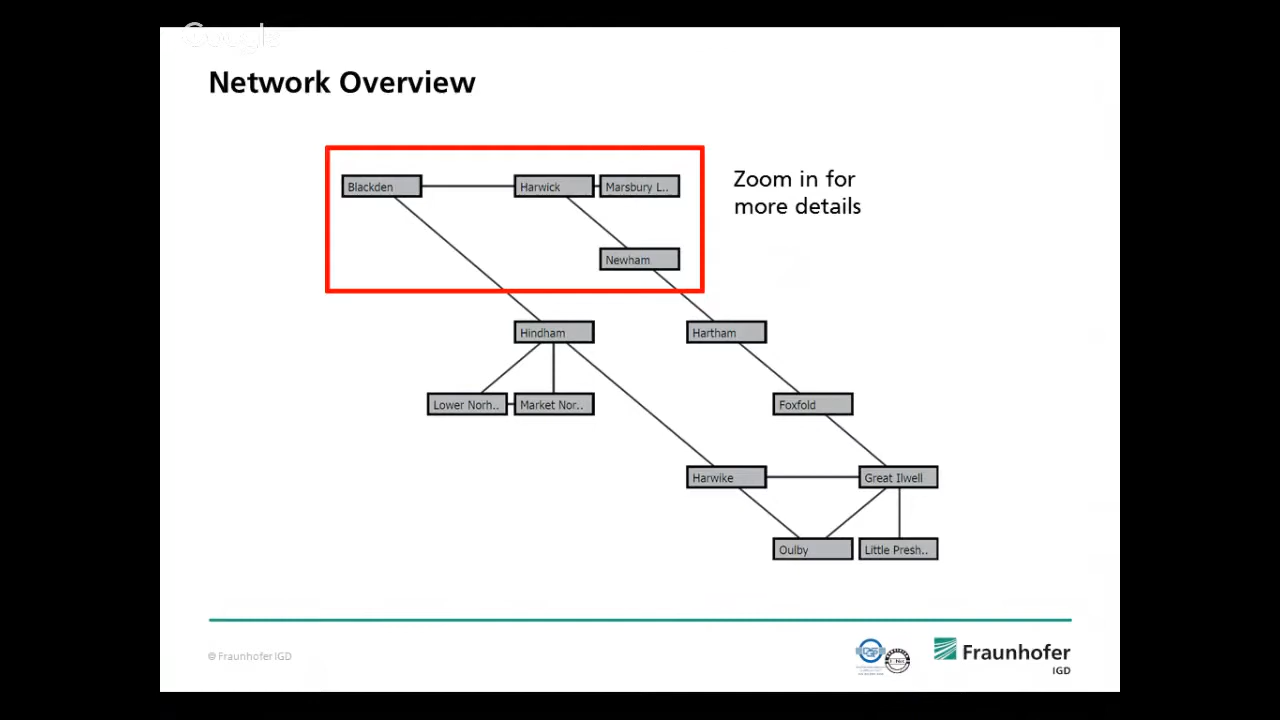 Google
Network Overview
Blackden
Harwick
Marsbury L..
Zoom in for
more details
Newham
Hindham
Hartham
Lower Norh..
Market Nor..
Foxfold
Harwike
Great Ilwell
Oulby
Little Presh..
© Fraunhofer IGD
Fraunhofer
IGD